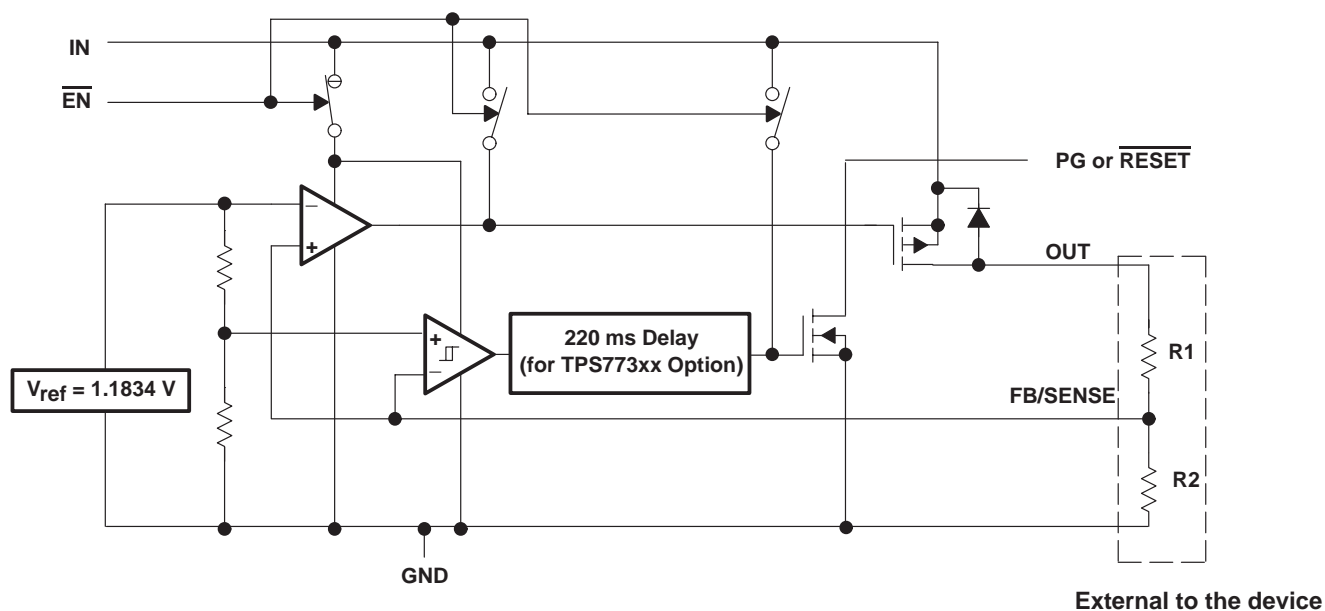 IN
EN
PG or RESET
−
+
OUT
220 ms Delay
(for TPS773xx Option)
+
−
R1
Vref = 1.1834 V
FB/SENSE
R2
GND
External to the device